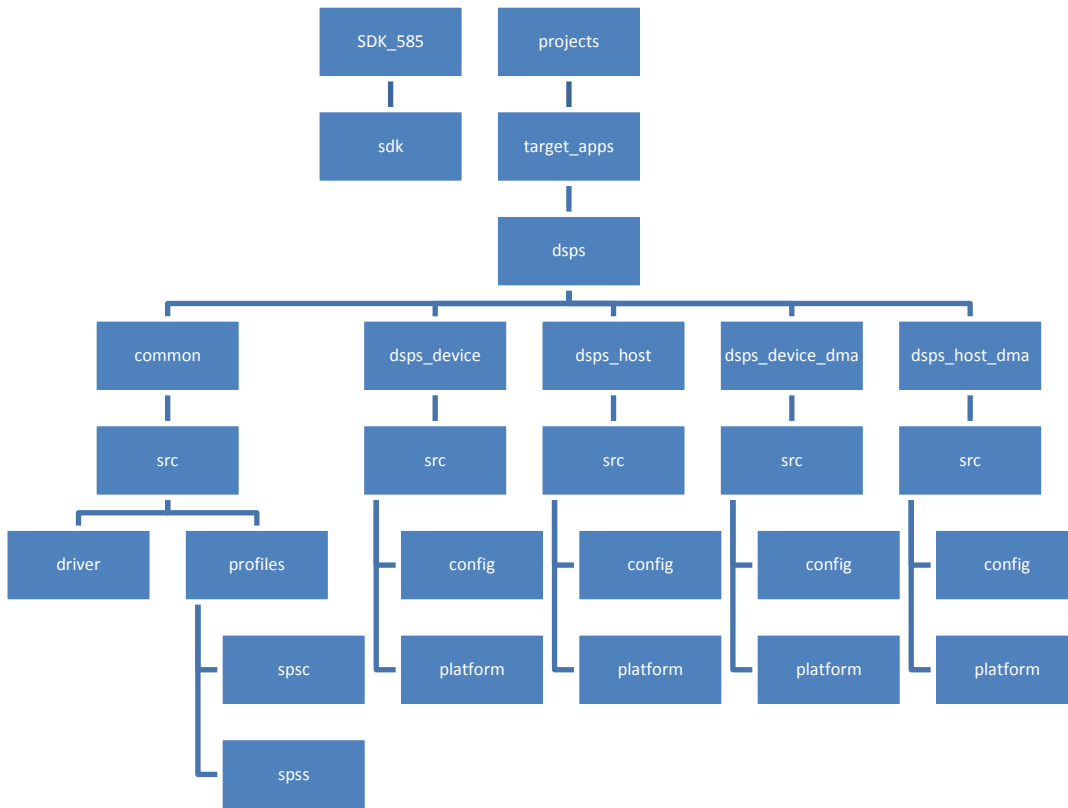 SDK_585
projects
sdk
target_apps
dsps
common
dsps_device
dsps_host
dsps_device_dma
dsps_host_dma
src
src
src
src
src
driver
profiles
config
config
config
config
spsc
platform
platform
platform
platform
spss